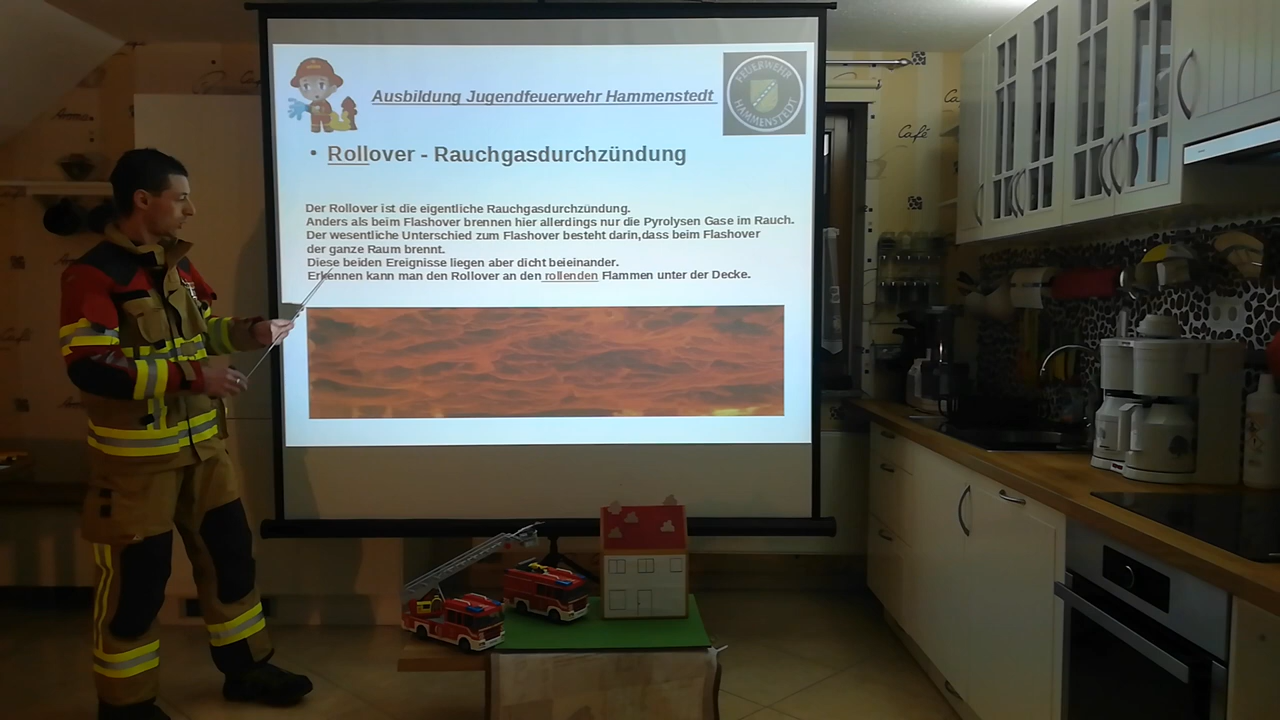 Ausbildung Jugendfeuerwehr Hammenstedt
FEUERWEHR
HAMMENSTEDT
• Rollover - Rauchgasdurchzündung
Der Rollover ist die eigentliche Rauchgasdurchzündung.
Anders als beim Flashover brennen hier allerdings nur die Pyrolysen Gase im Rauch.
Der wesentliche Unterschied zum Flashover besteht darin,dass beim Flashover
der ganze Raum brennt.
Diese beiden Ereignisse liegen aber dicht beieinander.
Erkennen kann man den Rollover an den rollenden Flammen unter der Decke.
Café